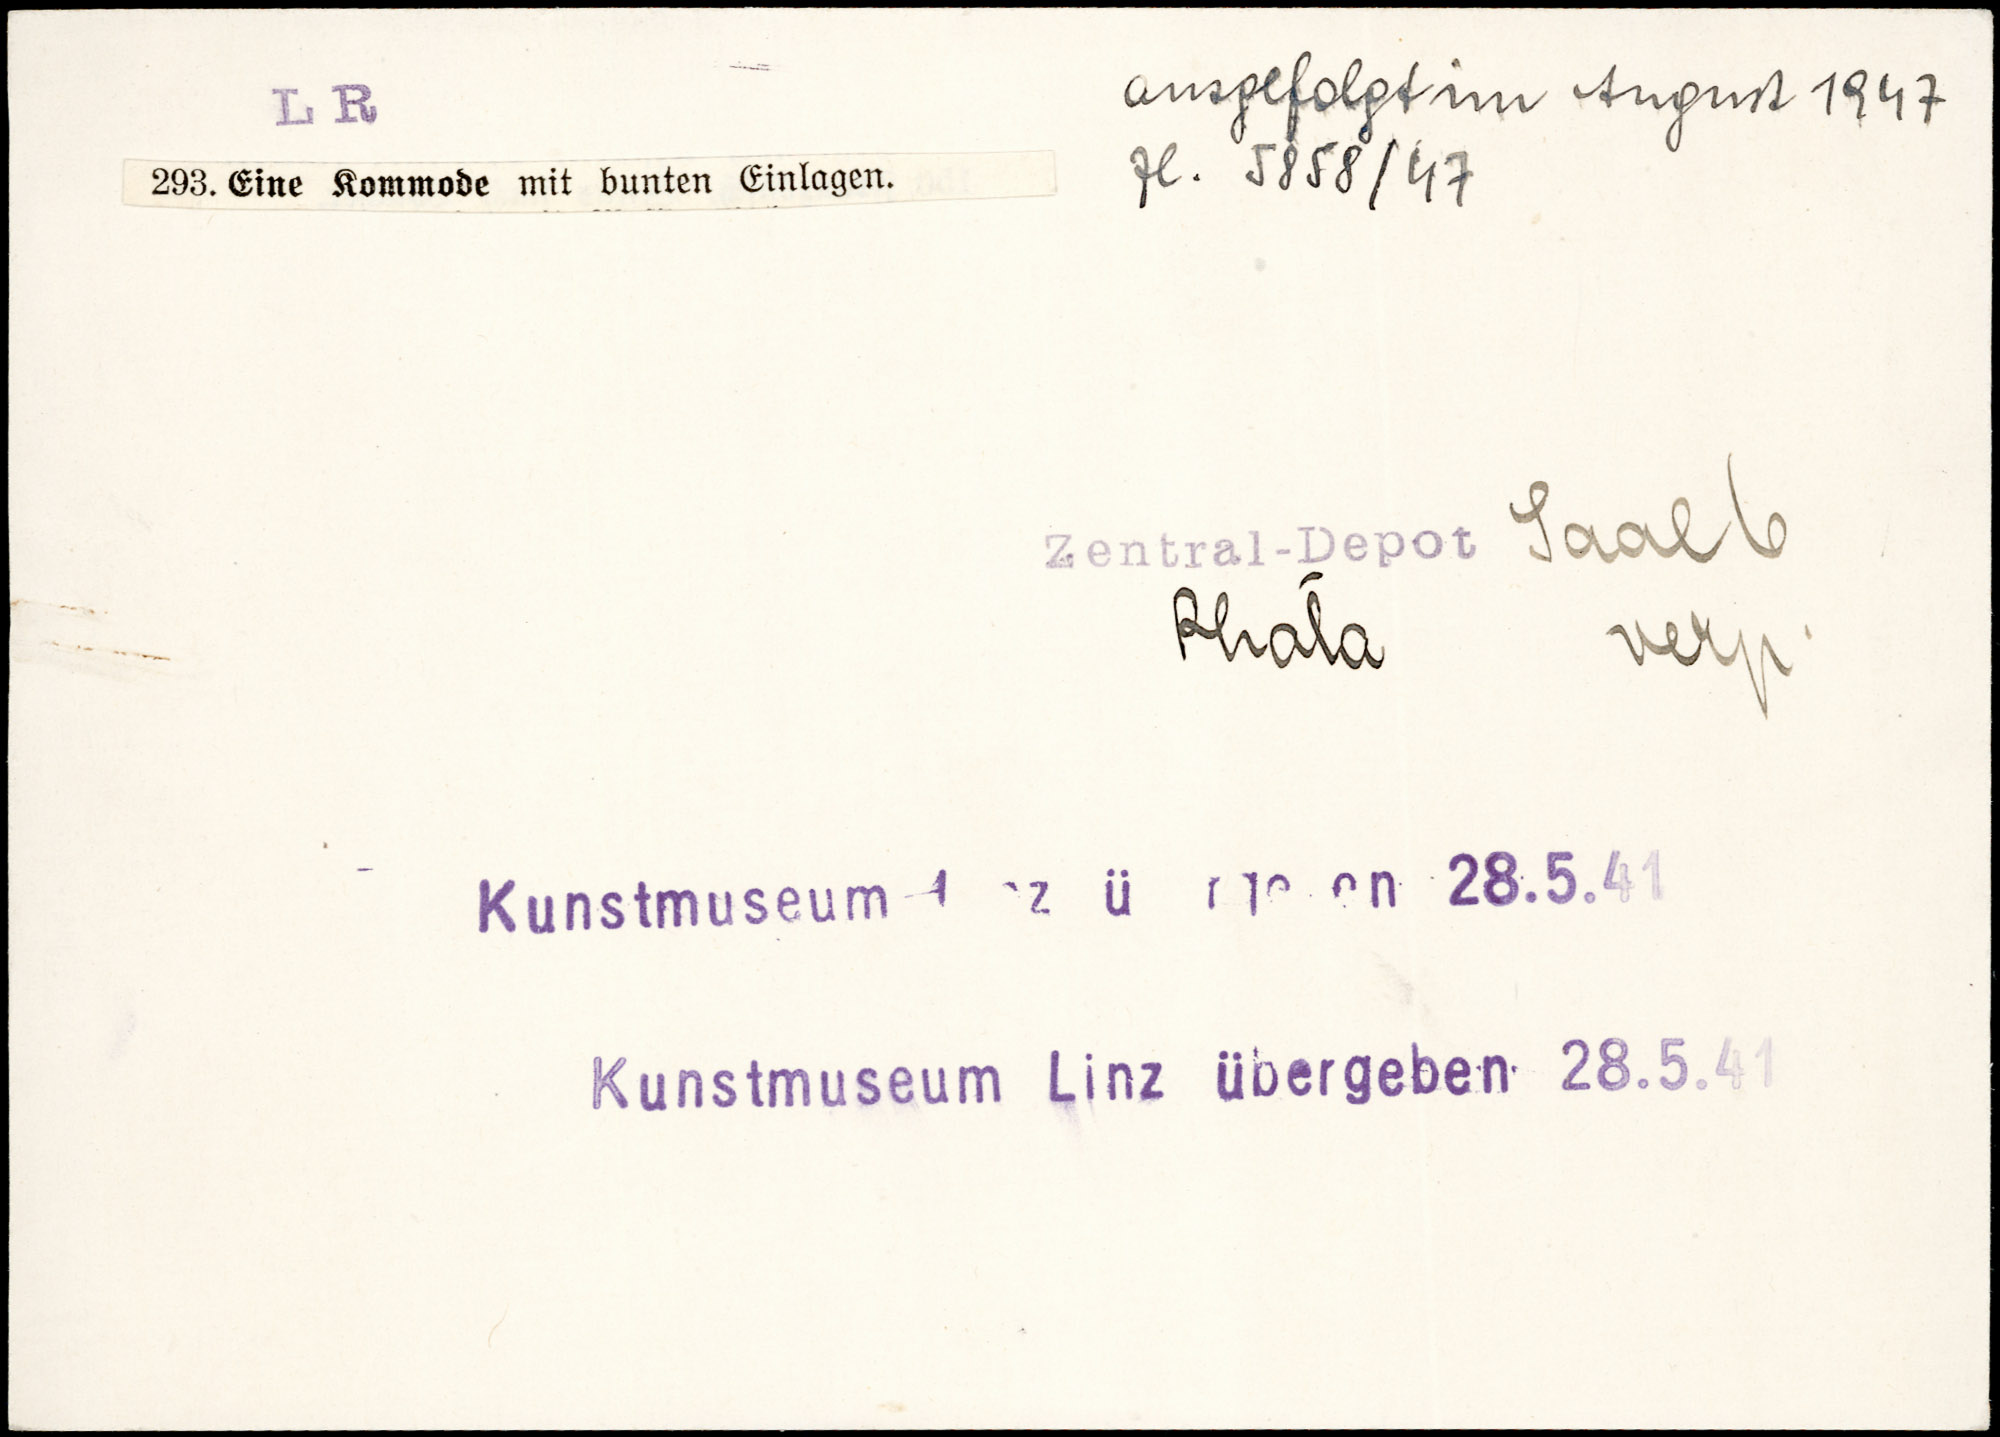 L R
ausgefolgt im August 1947
Zl. 5858/47
293. Eine Kommode mit bunten Einlagen.
Zentral-Depot Saal 6
verp.
Kunstmuseum 28.5.41
Kunstmuseum Linz übergeben 28.5.41